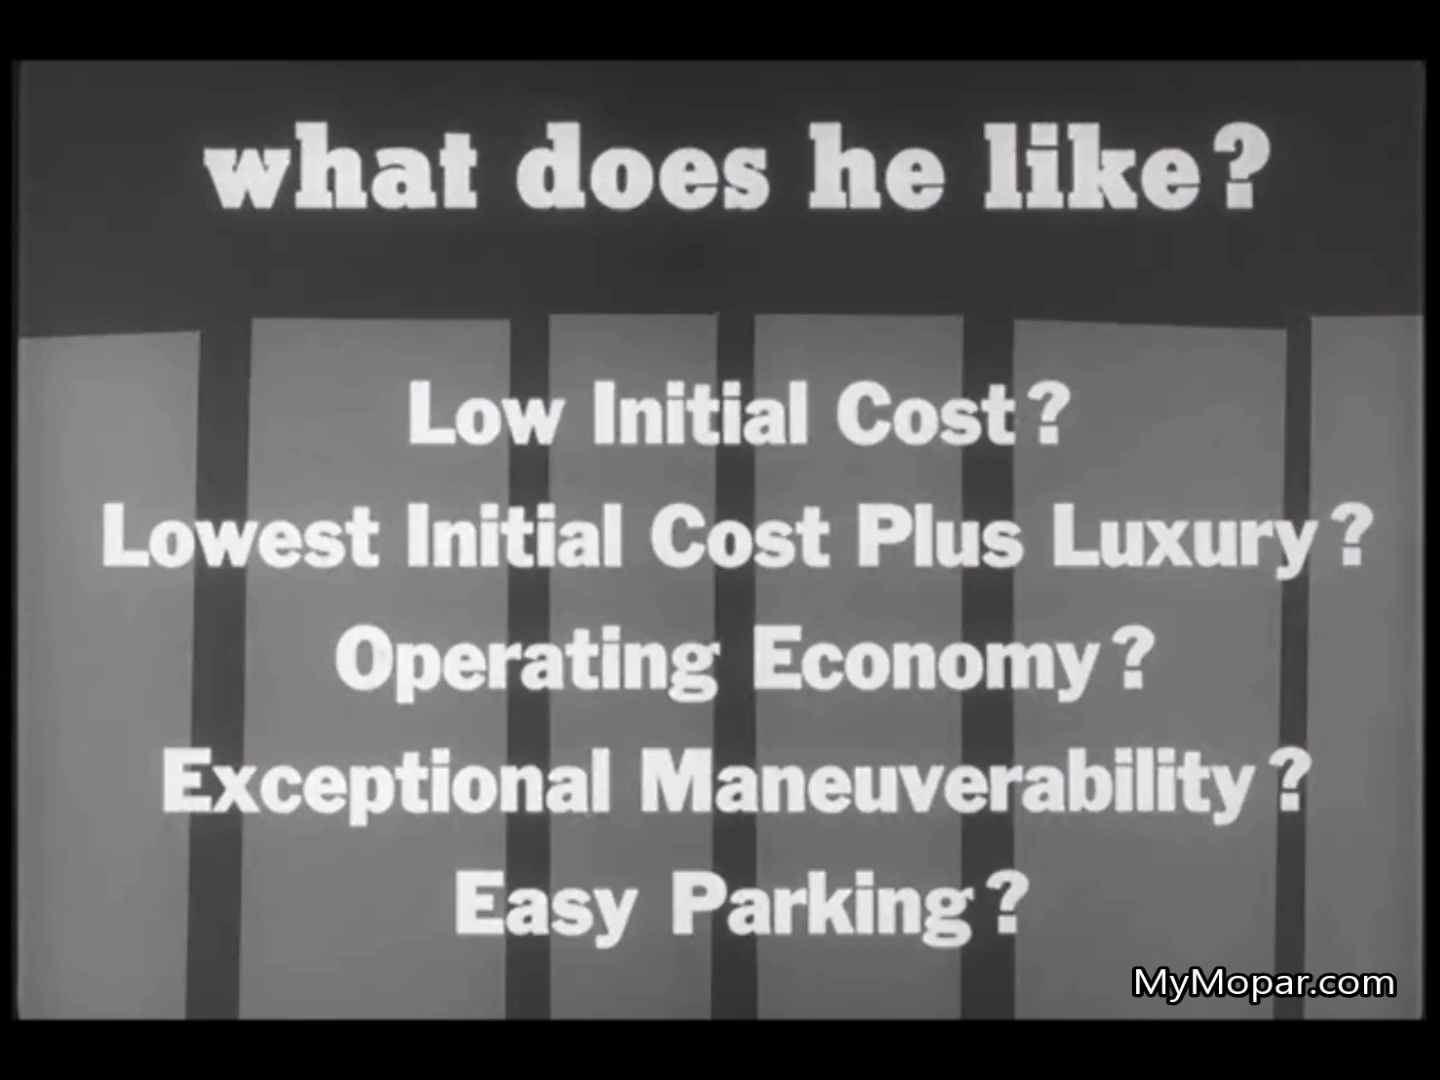 what does he like?
Low Initial Cost?
Lowest Initial Cost Plus Luxury?
Operating Economy?
Exceptional Maneuverability?
Easy Parking?
MyMopar.com